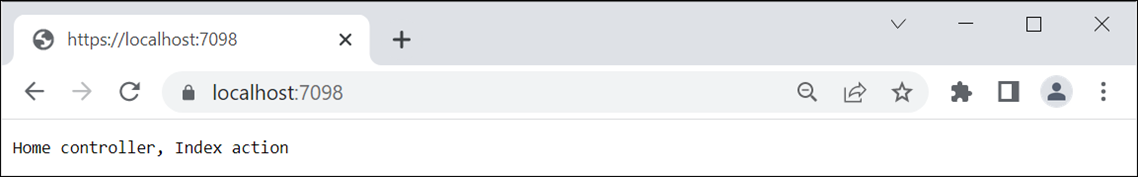 https://localhost:7098
localhost:7098
Home controller, Index action